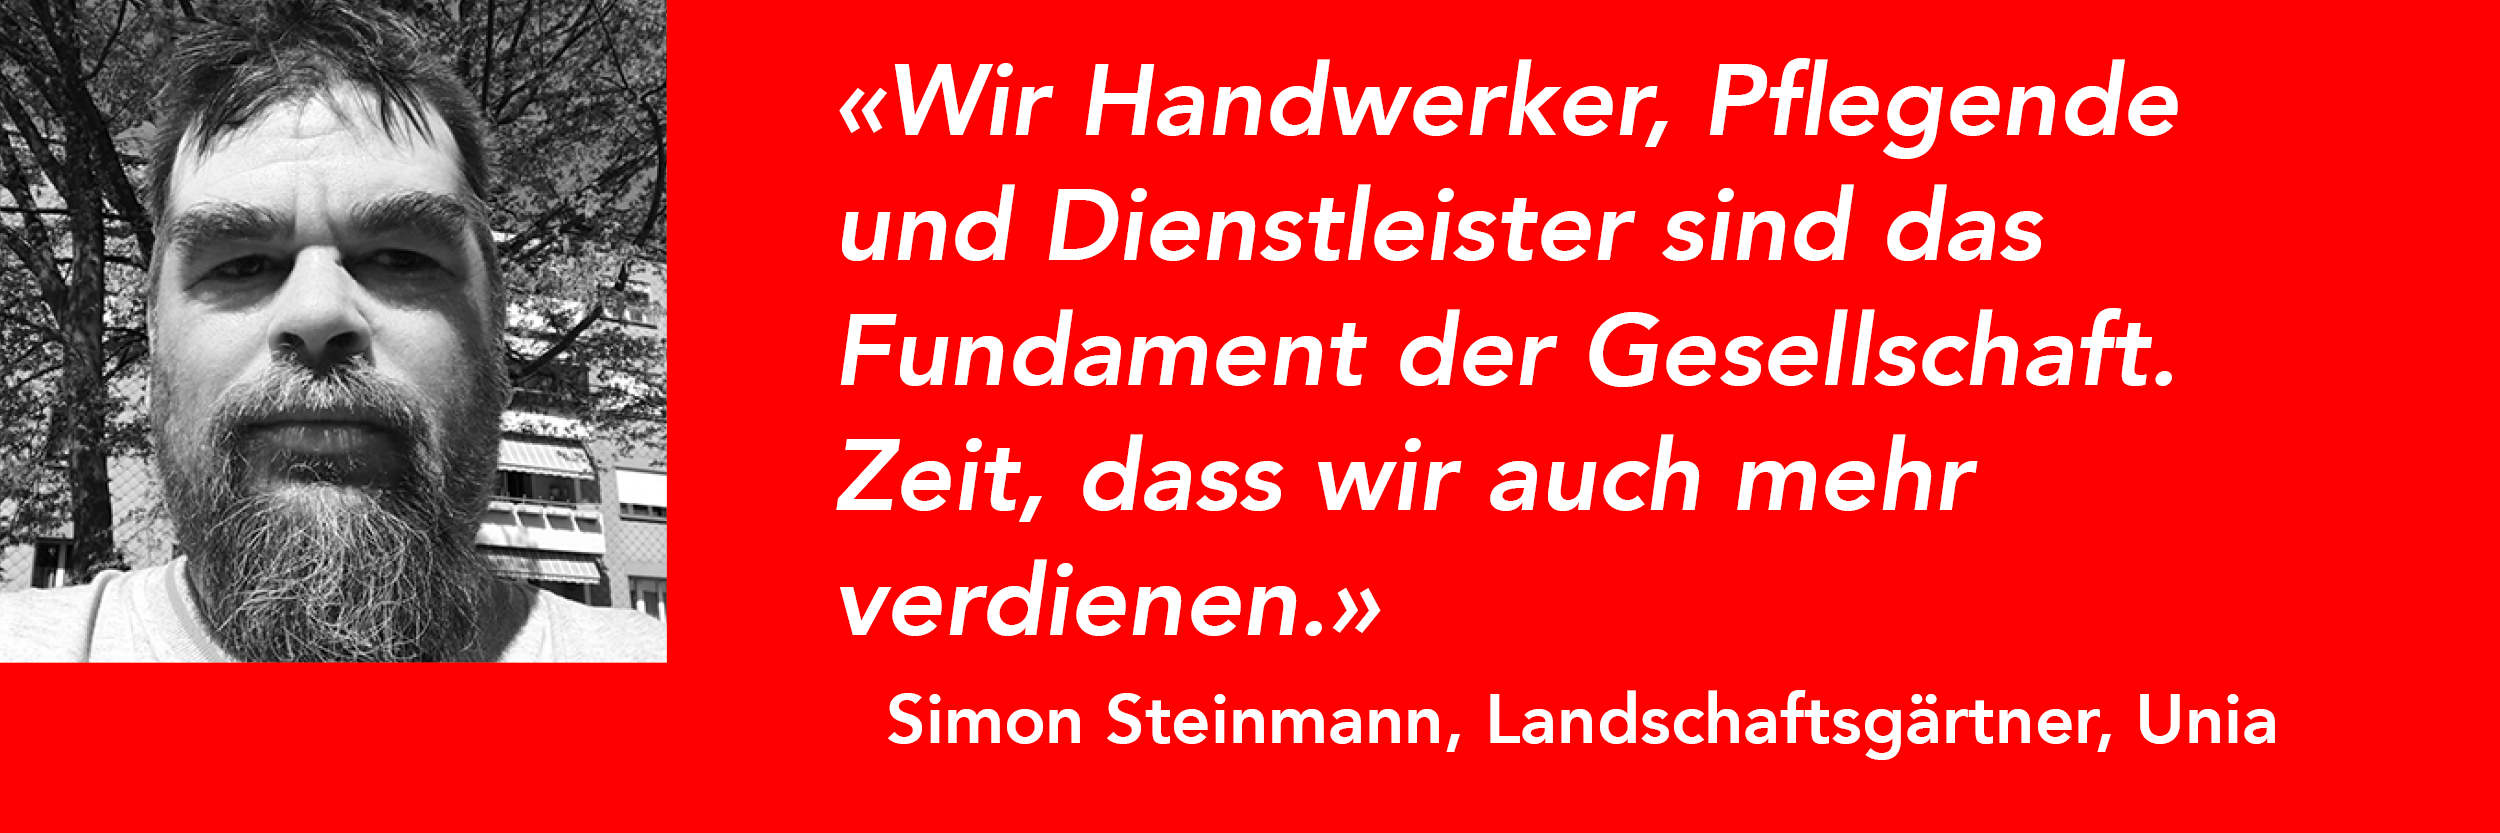 «Wir Handwerker, Pflegende
und Dienstleister sind das
Fundament der Gesellschaft.
Zeit, dass wir auch mehr
verdienen.»
Simon Steinmann, Landschaftsgärtner, Unia